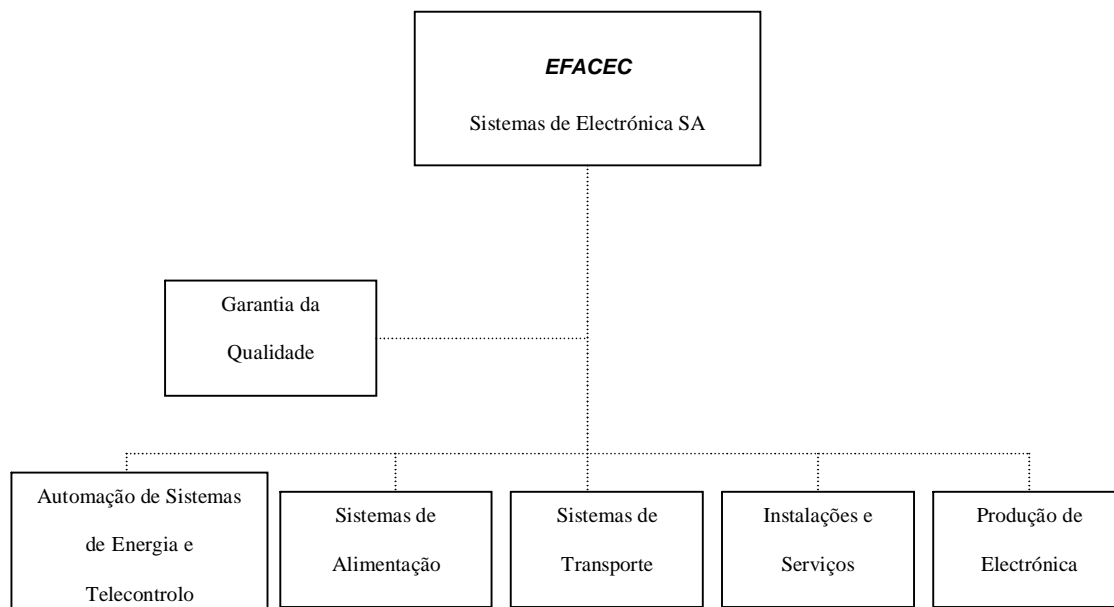 EFACEC
Sistemas de Electrónica SA
Garantia da
Qualidade
Automação de Sistemas
de Energia e
Telecontrolo
Sistemas de
Alimentação
Sistemas de
Transporte
Instalações e
Serviços
Produção de
Electrónica